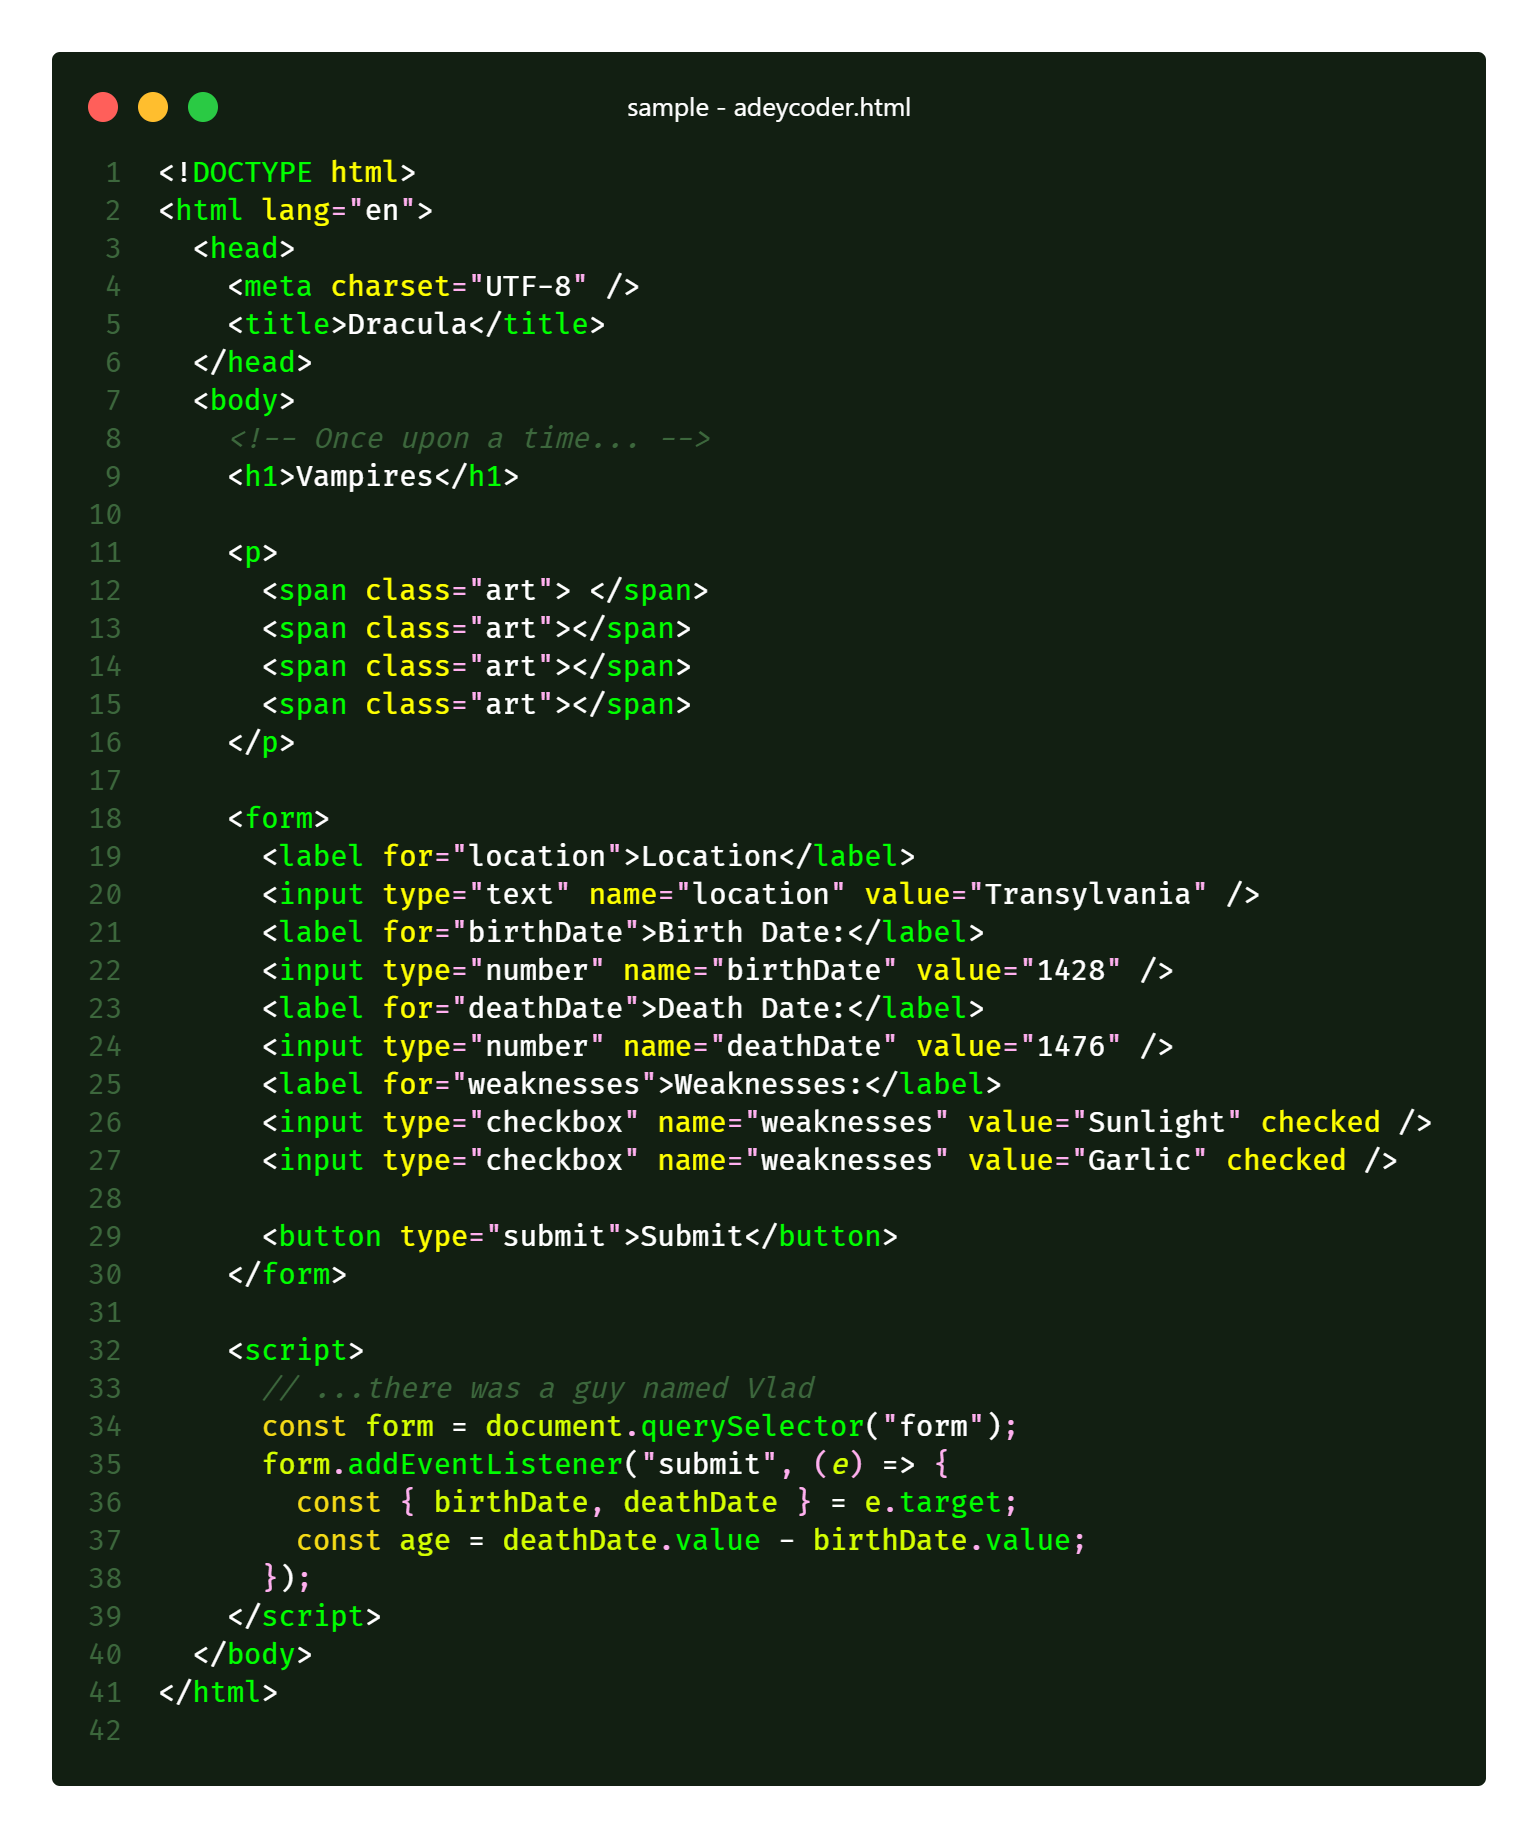 sample - adeycoder.html
1 <!DOCTYPE html>
2 <html lang="en">
3   <head>
4     <meta charset="UTF-8" />
5     <title>Dracula</title>
6   </head>
7   <body>
8     <!-- Once upon a time... -->
9     <h1>Vampires</h1>
10
11     <p>
12       <span class="art"> </span>
13       <span class="art"></span>
14       <span class="art"></span>
15       <span class="art"></span>
16     </p>
17
18     <form>
19       <label for="location">Location</label>
20       <input type="text" name="location" value="Transylvania" />
21       <label for="birthDate">Birth Date:</label>
22       <input type="number" name="birthDate" value="1428" />
23       <label for="deathDate">Death Date:</label>
24       <input type="number" name="deathDate" value="1476" />
25       <label for="weaknesses">Weaknesses:</label>
26       <input type="checkbox" name="weaknesses" value="Sunlight" checked />
27       <input type="checkbox" name="weaknesses" value="Garlic" checked />
28
29       <button type="submit">Submit</button>
30     </form>
31
32     <script>
33       // ...there was a guy named Vlad
34       const form = document.querySelector("form");
35       form.addEventListener("submit", (e) => {
36         const { birthDate, deathDate } = e.target;
37         const age = deathDate.value - birthDate.value;
38       });
39     </script>
40   </body>
41 </html>
42